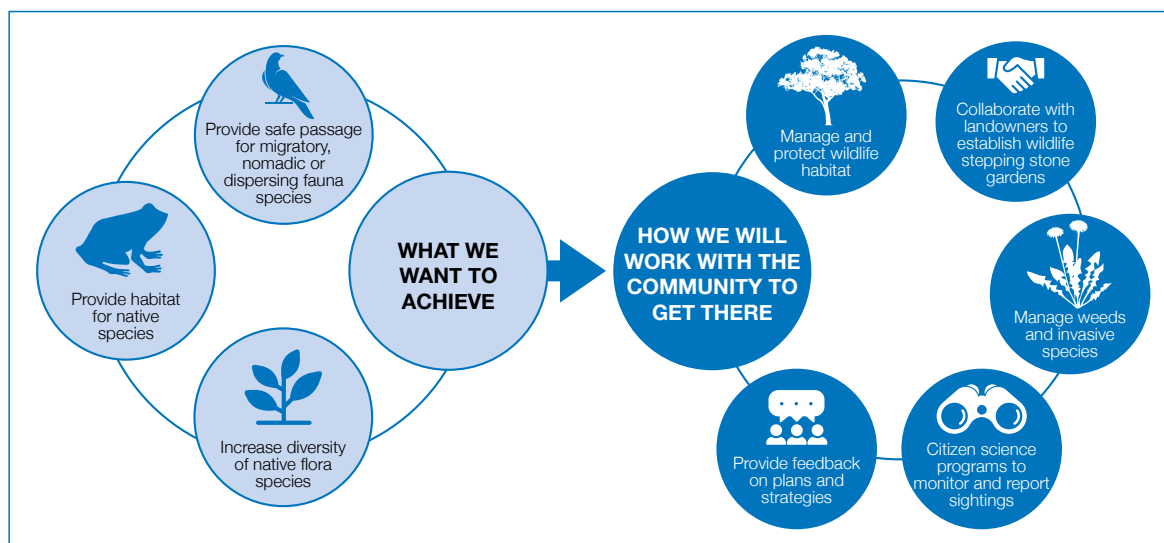 Provide safe passage
for migratory,
nomadic or
dispersing fauna
species
Provide habitat
for native
species
Increase diversity
of native flora
species
WHAT WE
WANT TO
ACHIEVE
HOW WE WILL
WORK WITH THE
COMMUNITY TO
GET THERE
Manage and
protect wildlife
habitat
Collaborate with
landowners to
establish wildlife
stepping stone
gardens
Manage weeds
and invasive
species
Citizen science
programs to
monitor and report
sightings
Provide feedback
on plans and
strategies